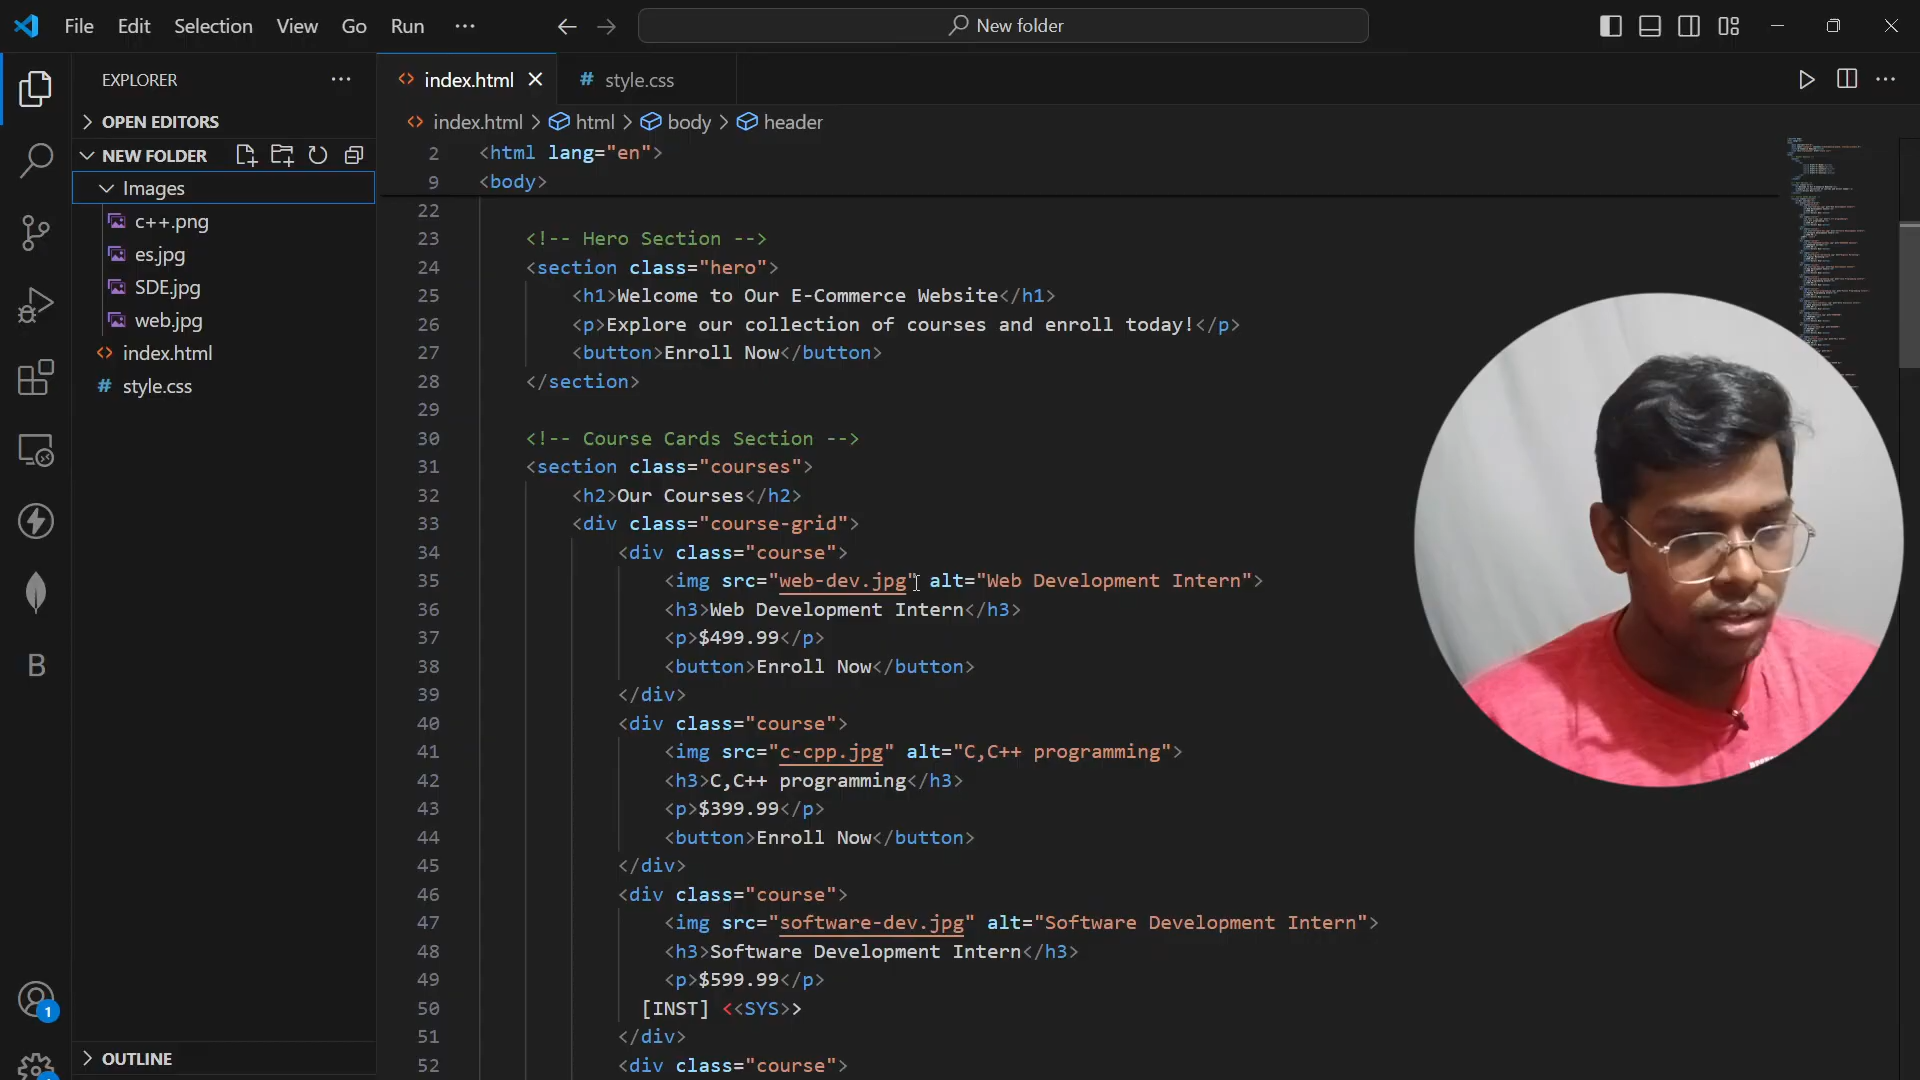 File Edit Selection View Go Run ··· New folder
EXPLORER ···
OPEN EDITORS
NEW FOLDER
Images
c++.png
es.jpg
SDE.jpg
web.jpg
<> index.html
# style.css
B
1
OUTLINE
<> index.html
# style.css
<> index.html > html > body > header
2 <html lang="en">
9 <body>
22
23 <!-- Hero Section -->
24 <section class="hero">
25 <h1>Welcome to Our E-Commerce Website</h1>
26 <p>Explore our collection of courses and enroll today!</p>
27 <button>Enroll Now</button>
28 </section>
29
30 <!-- Course Cards Section -->
31 <section class="courses">
32 <h2>Our Courses</h2>
33 <div class="course-grid">
34 <div class="course">
35 <img src="web-dev.jpg" alt="Web Development Intern">
36 <h3>Web Development Intern</h3>
37 <p>$499.99</p>
38 <button>Enroll Now</button>
39 </div>
40 <div class="course">
41 <img src="c-cpp.jpg" alt="C,C++ programming">
42 <h3>C,C++ programming</h3>
43 <p>$399.99</p>
44 <button>Enroll Now</button>
45 </div>
46 <div class="course">
47 <img src="software-dev.jpg" alt="Software Development Intern">
48 <h3>Software Development Intern</h3>
49 <p>$599.99</p>
50 [INST] <<SYS>>
51 </div>
52 <div class="course">